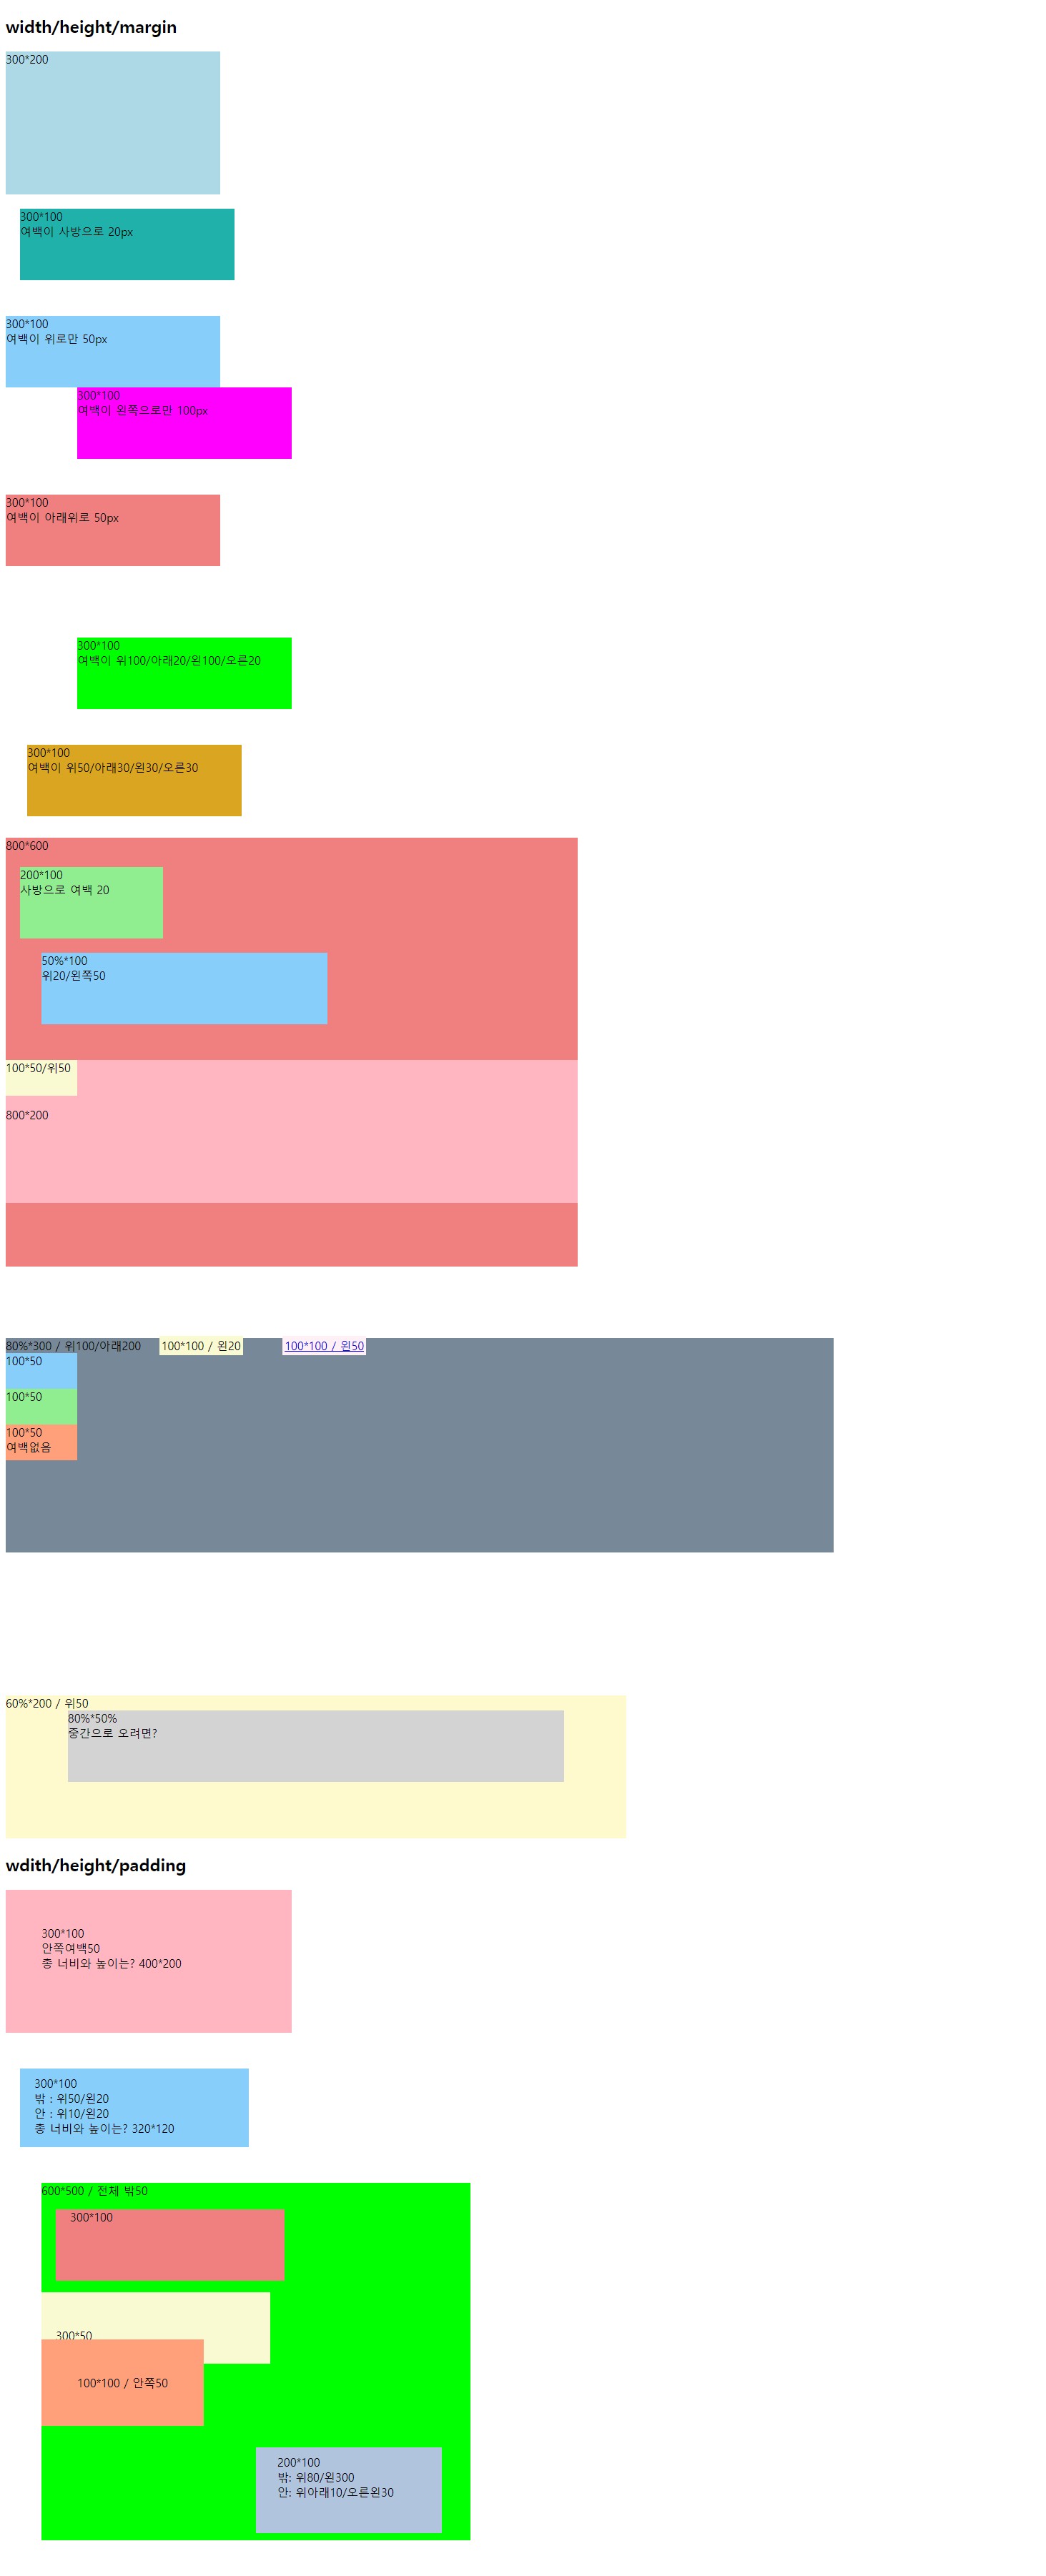 width/height/margin
300*200
300*100
여백이 사방으로 20px
300*100
여백이 위로만 50px
300*100
여백이 왼쪽으로만 100px
300*100
여백이 아래위로 50px
300*100
여백이 위100/아래20/왼100/오른20
300*100
여백이 위50/아래30/왼30/오른30
800*600
200*100
사방으로 여백 20
50%*100
위20/왼쪽50
100*50/위50
800*200
80%*300 / 위100/아래200 100*100 / 왼20 100*100 / 왼50
100*50
100*50
100*50
여백없음
60%*200 / 위50
80%*50%
중간으로 오려면?
wdith/height/padding
300*100
안쪽여백50
총 너비와 높이는? 400*200
300*100
밖 : 위50/왼20
안 : 위10/왼20
총 너비와 높이는? 320*120
600*500 / 전체 밖50
300*100
300*50
100*100 / 안쪽50
200*100
밖: 위80/왼300
안: 위아래10/오른왼30